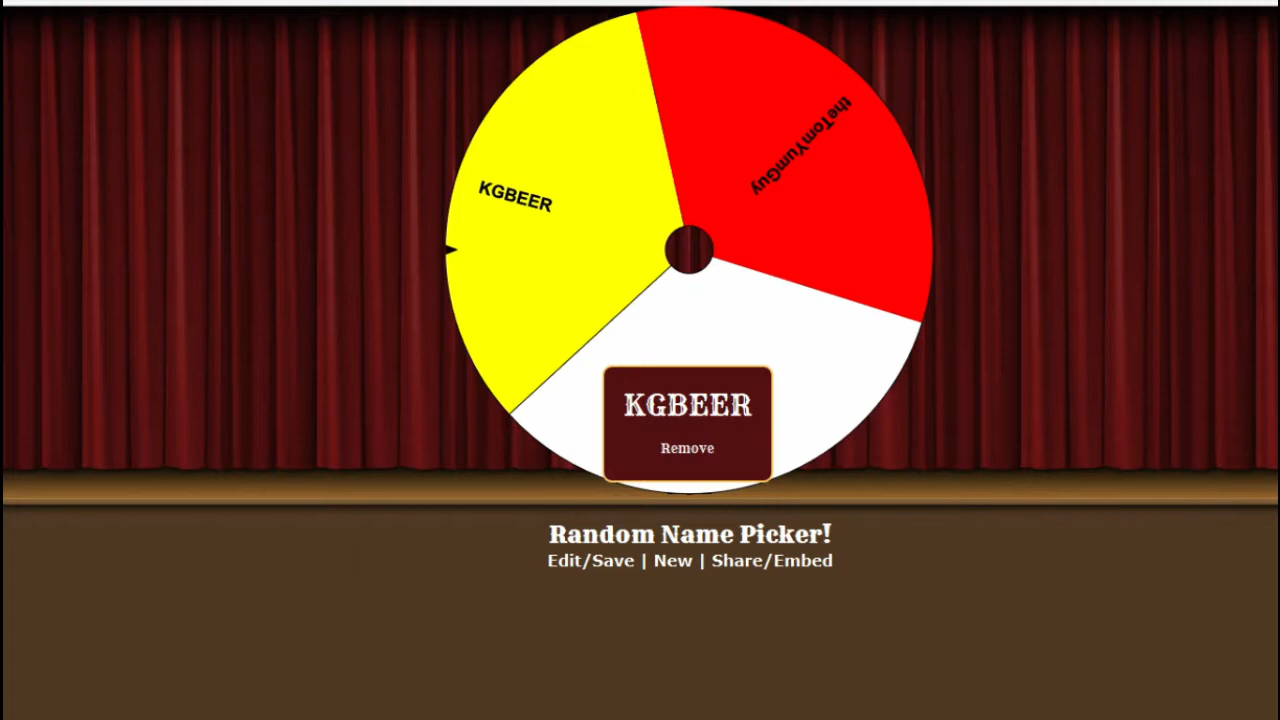 theTomYumGuy
KGBEER
KGBEER
Remove
Random Name Picker!
Edit/Save | New | Share/Embed